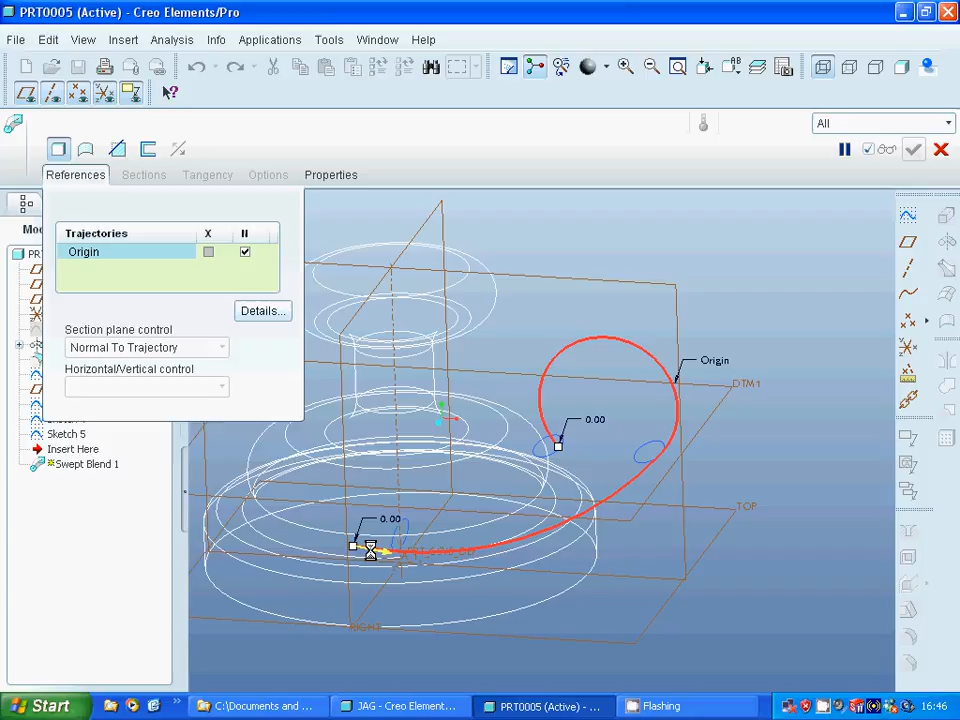 PRT0005 (Active) - Creo Elements/Pro
File Edit View Insert Analysis Info Applications Tools Window Help
All
References Sections Tangency Options Properties
Trajectories X N
Origin
Details...
Section plane control
Normal To Trajectory
Horizontal/Vertical control
Sketch 5
Insert Here
Swept Blend 1
Origin
DTM1
0.00
TOP
0.00
RIGHT
Start
C:\Documents and ...
JAG - Creo Element...
PRT0005 (Active) - ...
Flashing
16:46